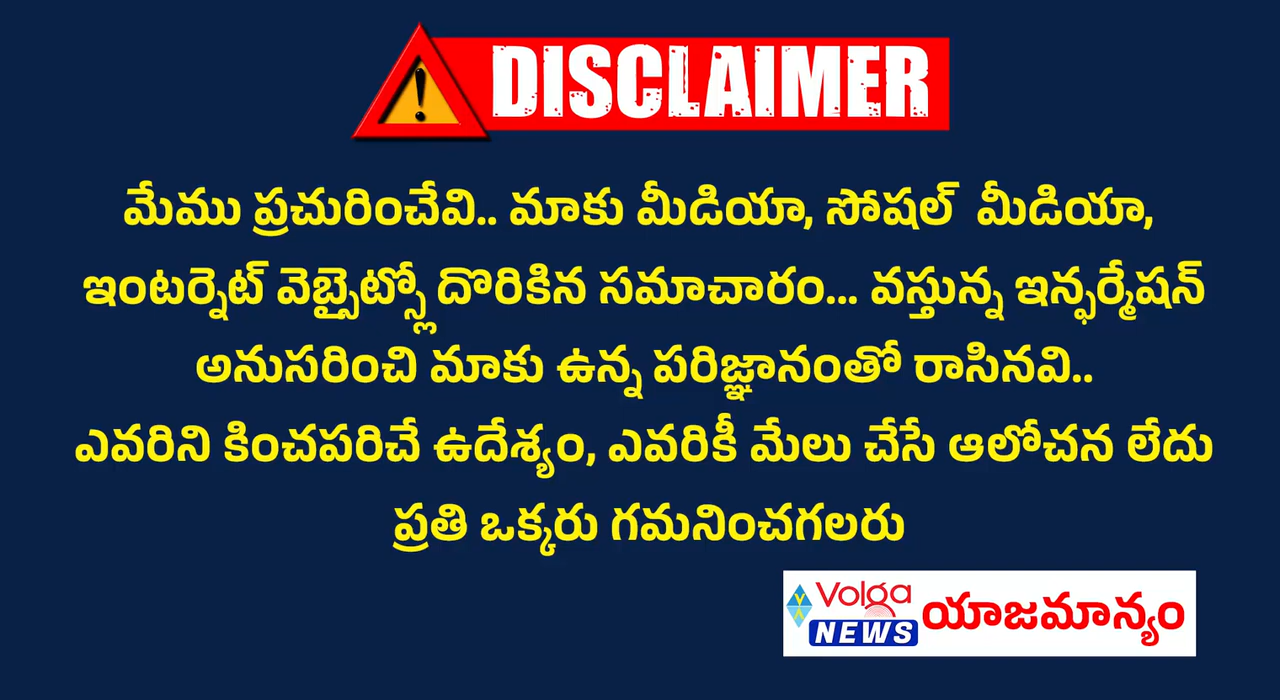 DISCLAIMER
మేము ప్రచురించేవి.. మాకు మీడియా, సోషల్ మీడియా,
ఇంటర్నెట్ వెబ్సైట్స్లో దొరికిన సమాచారం... వస్తున్న ఇన్ఫర్మేషన్
అనుసరించి మాకు ఉన్న పరిజ్ఞానంతో రాసినవి..
ఎవరిని కించపరిచే ఉదేశ్యం, ఎవరికీ మేలు చేసే ఆలోచన లేదు
ప్రతి ఒక్కరు గమనించగలరు
Volga NEWS యాజమాన్యం